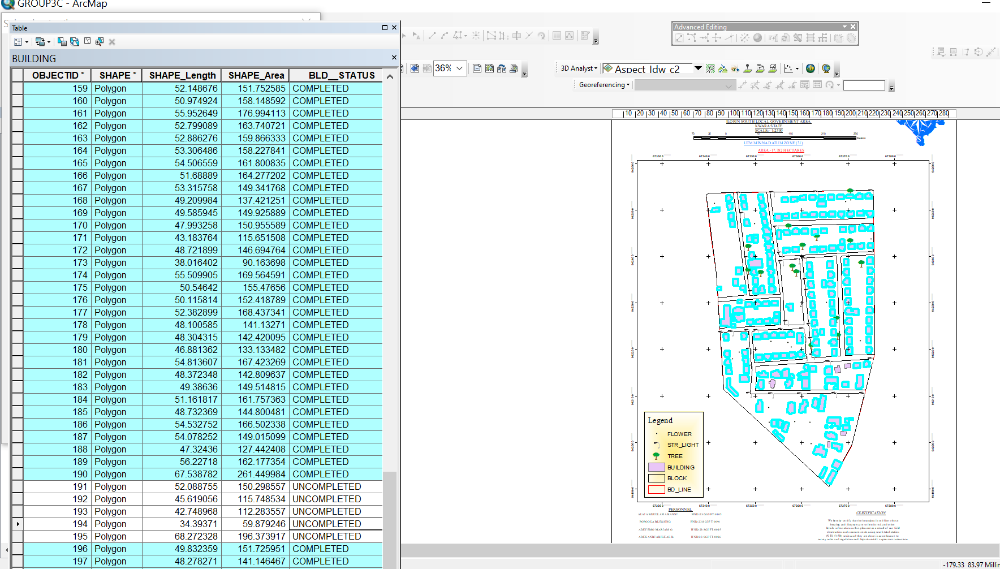 GROUP3C - ArcMap
Table
BUILDING
OBJECTID * SHAPE * SHAPE_Length SHAPE_Area BLD__STATUS
159 Polygon 52.148676 151.752585 COMPLETED
160 Polygon 50.974924 158.148592 COMPLETED
161 Polygon 55.952649 176.994113 COMPLETED
162 Polygon 52.799089 163.740721 COMPLETED
163 Polygon 52.886276 159.866333 COMPLETED
164 Polygon 53.306486 158.227841 COMPLETED
165 Polygon 54.506559 161.800835 COMPLETED
166 Polygon 51.68889 164.277202 COMPLETED
167 Polygon 53.315758 149.341768 COMPLETED
168 Polygon 49.209984 137.421251 COMPLETED
169 Polygon 49.585945 149.925889 COMPLETED
170 Polygon 47.993258 150.955589 COMPLETED
171 Polygon 43.183764 115.651508 COMPLETED
172 Polygon 48.721899 146.694764 COMPLETED
173 Polygon 38.016402 90.163698 COMPLETED
174 Polygon 55.509905 169.564591 COMPLETED
175 Polygon 50.54642 155.47656 COMPLETED
176 Polygon 50.115814 152.418789 COMPLETED
177 Polygon 52.382899 168.437341 COMPLETED
178 Polygon 48.100585 141.13271 COMPLETED
179 Polygon 48.304315 142.420095 COMPLETED
180 Polygon 46.881362 133.133482 COMPLETED
181 Polygon 54.813607 167.423269 COMPLETED
182 Polygon 48.372348 142.809637 COMPLETED
183 Polygon 49.38636 149.514815 COMPLETED
184 Polygon 51.161817 161.757363 COMPLETED
185 Polygon 48.732369 144.800481 COMPLETED
186 Polygon 54.532752 166.502338 COMPLETED
187 Polygon 54.078252 149.015099 COMPLETED
188 Polygon 47.32436 127.442408 COMPLETED
189 Polygon 56.22718 162.177354 COMPLETED
190 Polygon 67.538782 261.449984 COMPLETED
191 Polygon 52.088755 150.298557 UNCOMPLETED
192 Polygon 45.619056 115.748534 UNCOMPLETED
193 Polygon 42.748968 112.283557 UNCOMPLETED
194 Polygon 34.39371 59.879246 UNCOMPLETED
195 Polygon 68.272328 196.373917 UNCOMPLETED
196 Polygon 49.832359 151.725951 COMPLETED
197 Polygon 48.278271 141.146467 COMPLETED
Advanced Editing
36%
3D Analyst
Aspect_Idw_c2
Georeferencing
10 20 30 40 50 60 70 80 90 100 110 120 130 140 150 160 170 180 190 200 210 220 230 240 250 260 270 280
ILORIN SOUTH LOCAL GOVERNMENT AREA
KWARA STATE
SCALE:- 1:2500
Meters
UTM MINNA DATUM ZONE (31)
AREA:-17.782 HECTARES
S
Legend
FLOWER
STR_LIGHT
TREE
BUILDING
BLOCK
BD_LINE
PERSONNEL
CERTIFICATION
-179.33 83.97 Millin